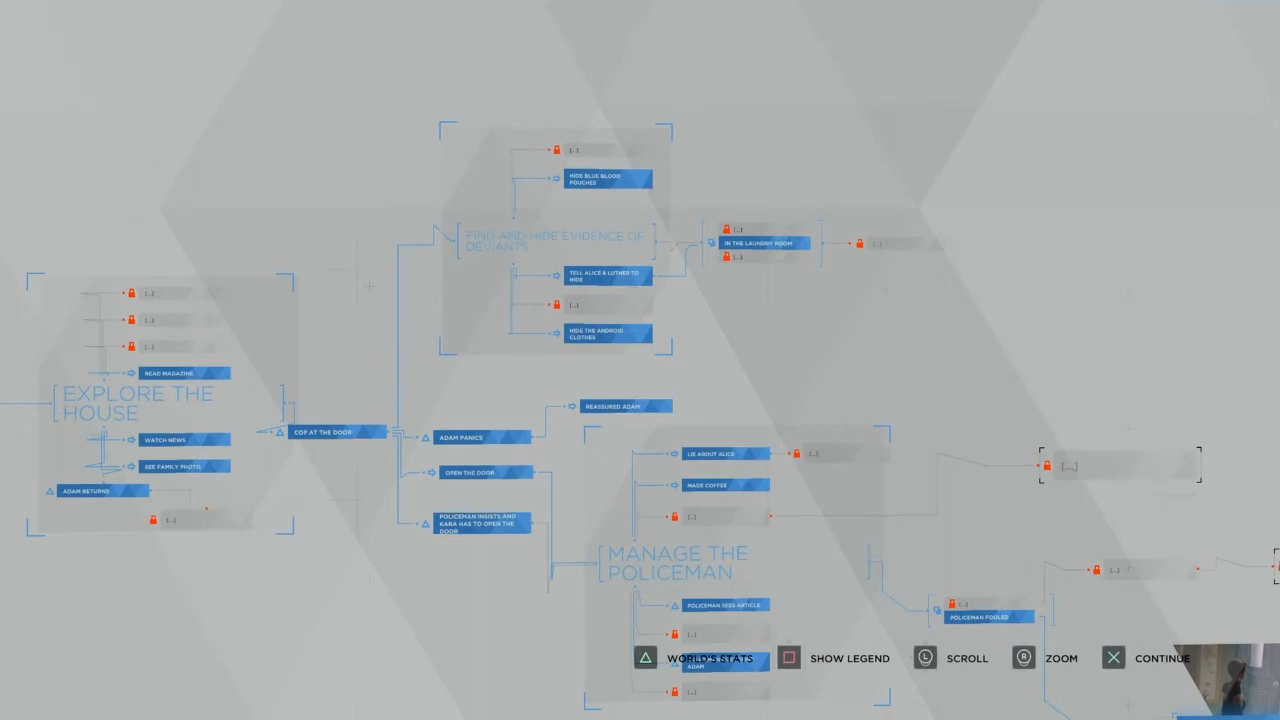 [...]
HIDE BLUE BLOOD
POUCHES
FIND AND HIDE EVIDENCE OF
DEVIANTS
[...]
IN THE LAUNDRY ROOM
[...]
[...]
TELL ALICE & LUTHER TO
HIDE
[...]
HIDE THE ANDROID
CLOTHES
[...]
[...]
[...]
READ MAGAZINE
EXPLORE THE
HOUSE
WATCH NEWS
SEE FAMILY PHOTO
ADAM RETURNS
[...]
COP AT THE DOOR
REASSURED ADAM
ADAM PANICS
OPEN THE DOOR
POLICEMAN INSISTS AND
KARA HAS TO OPEN THE
DOOR
LIE ABOUT ALICE
[...]
MADE COFFEE
[...]
MANAGE THE
POLICEMAN
POLICEMAN SEES ARTICLE
[...]
ADAM
[...]
[...]
[...]
[...]
POLICEMAN FOULED
WORLD'S STATS
SHOW LEGEND
L
SCROLL
R
ZOOM
CONTINUE